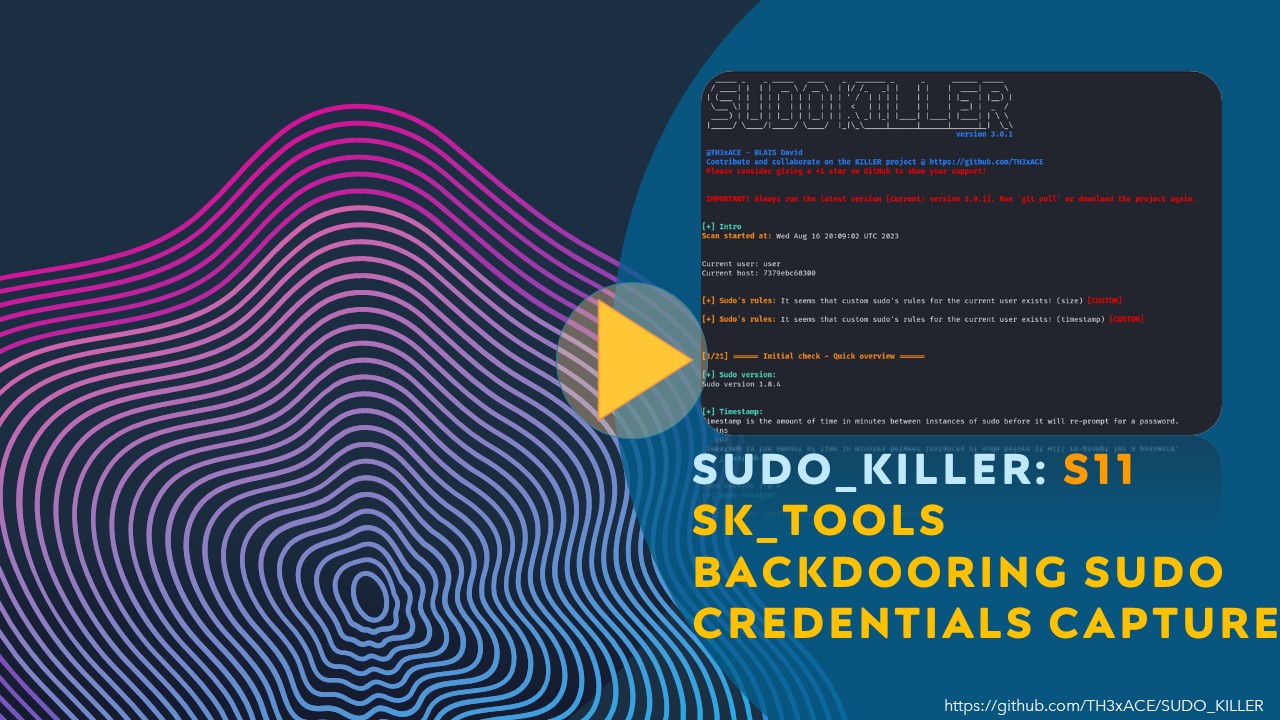 SUDOKILLER
version 3.0.1
@TH3xACE - BLAIS David
Contribute and collaborate on the KILLER project @ https://github.com/TH3xACE
Please consider giving a +1 star on GitHub to show your support!
IMPORTANT! Always run the latest version [Current: version 3.0.1]. Run 'git pull' or download the project again.
[+] Intro
Scan started at: Wed Aug 16 20:09:02 UTC 2023
Current user: user
Current host: 7379ebc60300
[+] Sudo's rules: It seems that custom sudo's rules for the current user exists! (size) [CUSTOM]
[+] Sudo's rules: It seems that custom sudo's rules for the current user exists! (timestamp) [CUSTOM]
[1/21] ====== Initial check - Quick overview ======
[+] Sudo version:
Sudo version 1.8.4
[+] Timestamp:
Timestamp is the amount of time in minutes between instances of sudo before it will re-prompt for a password.
SUDO_KILLER: S11
SK_TOOLS
BACKDOORING SUDO
CREDENTIALS CAPTURE
https://github.com/TH3xACE/SUDO_KILLER